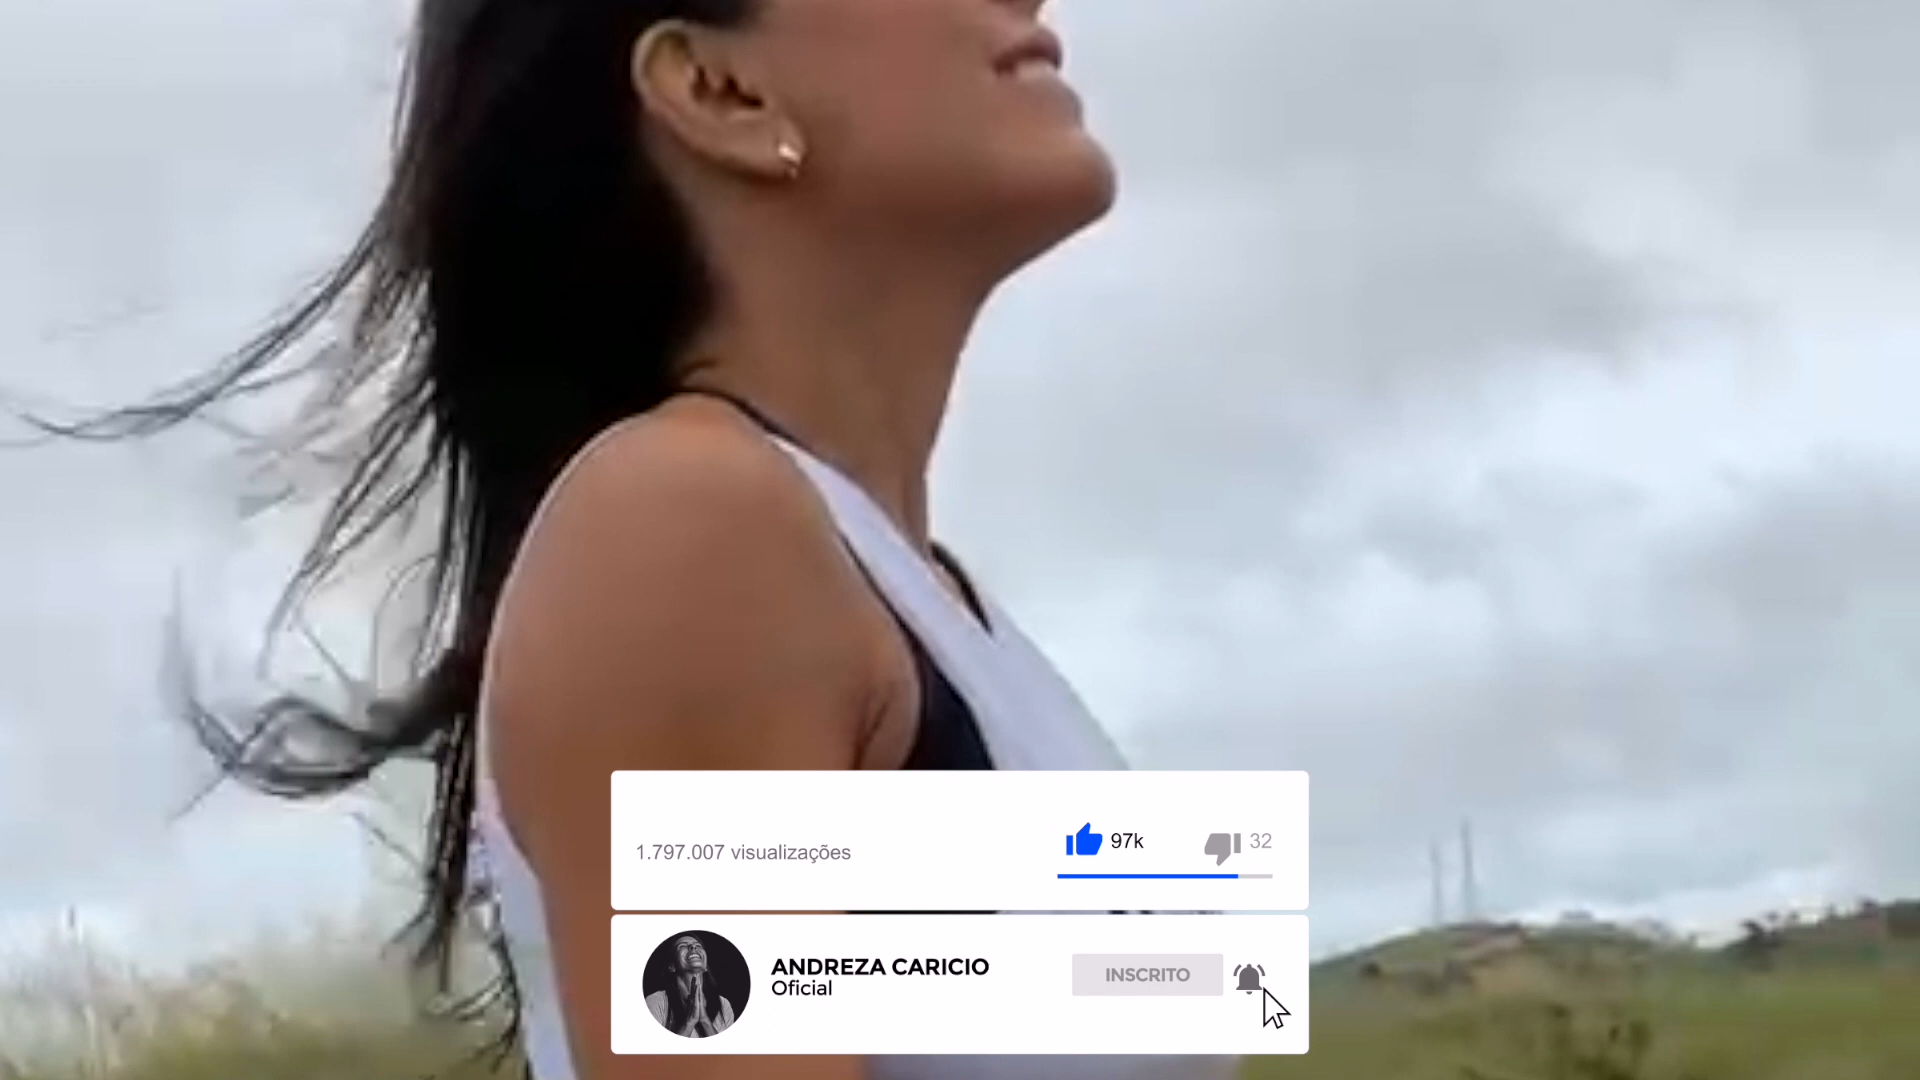 1.797.007 visualizações
97k
32
ANDREZA CARICIO
Oficial
INSCRITO